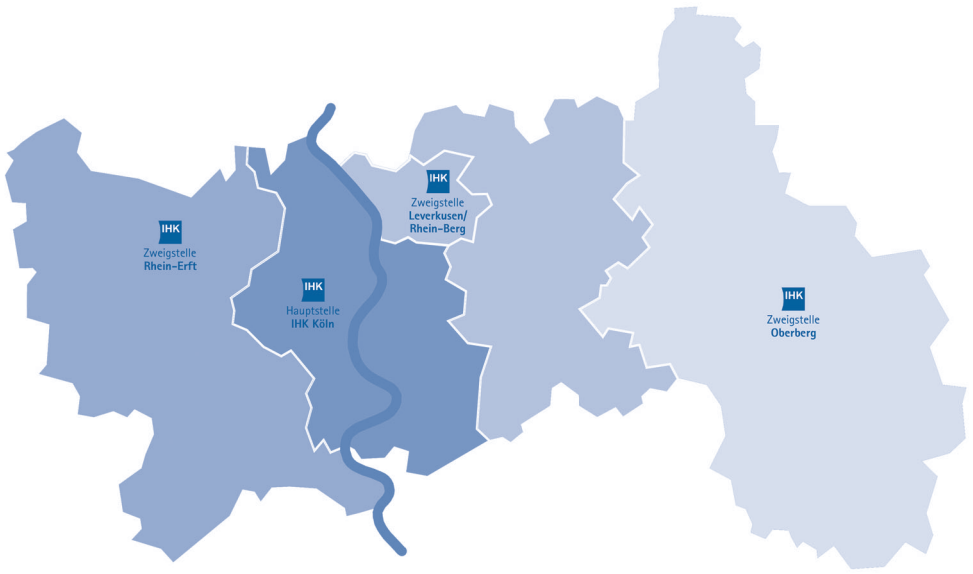 IHK
Zweigstelle
Rhein-Erft
IHK
Hauptstelle
IHK Köln
IHK
Zweigstelle
Leverkusen/
Rhein-Berg
IHK
Zweigstelle
Oberberg